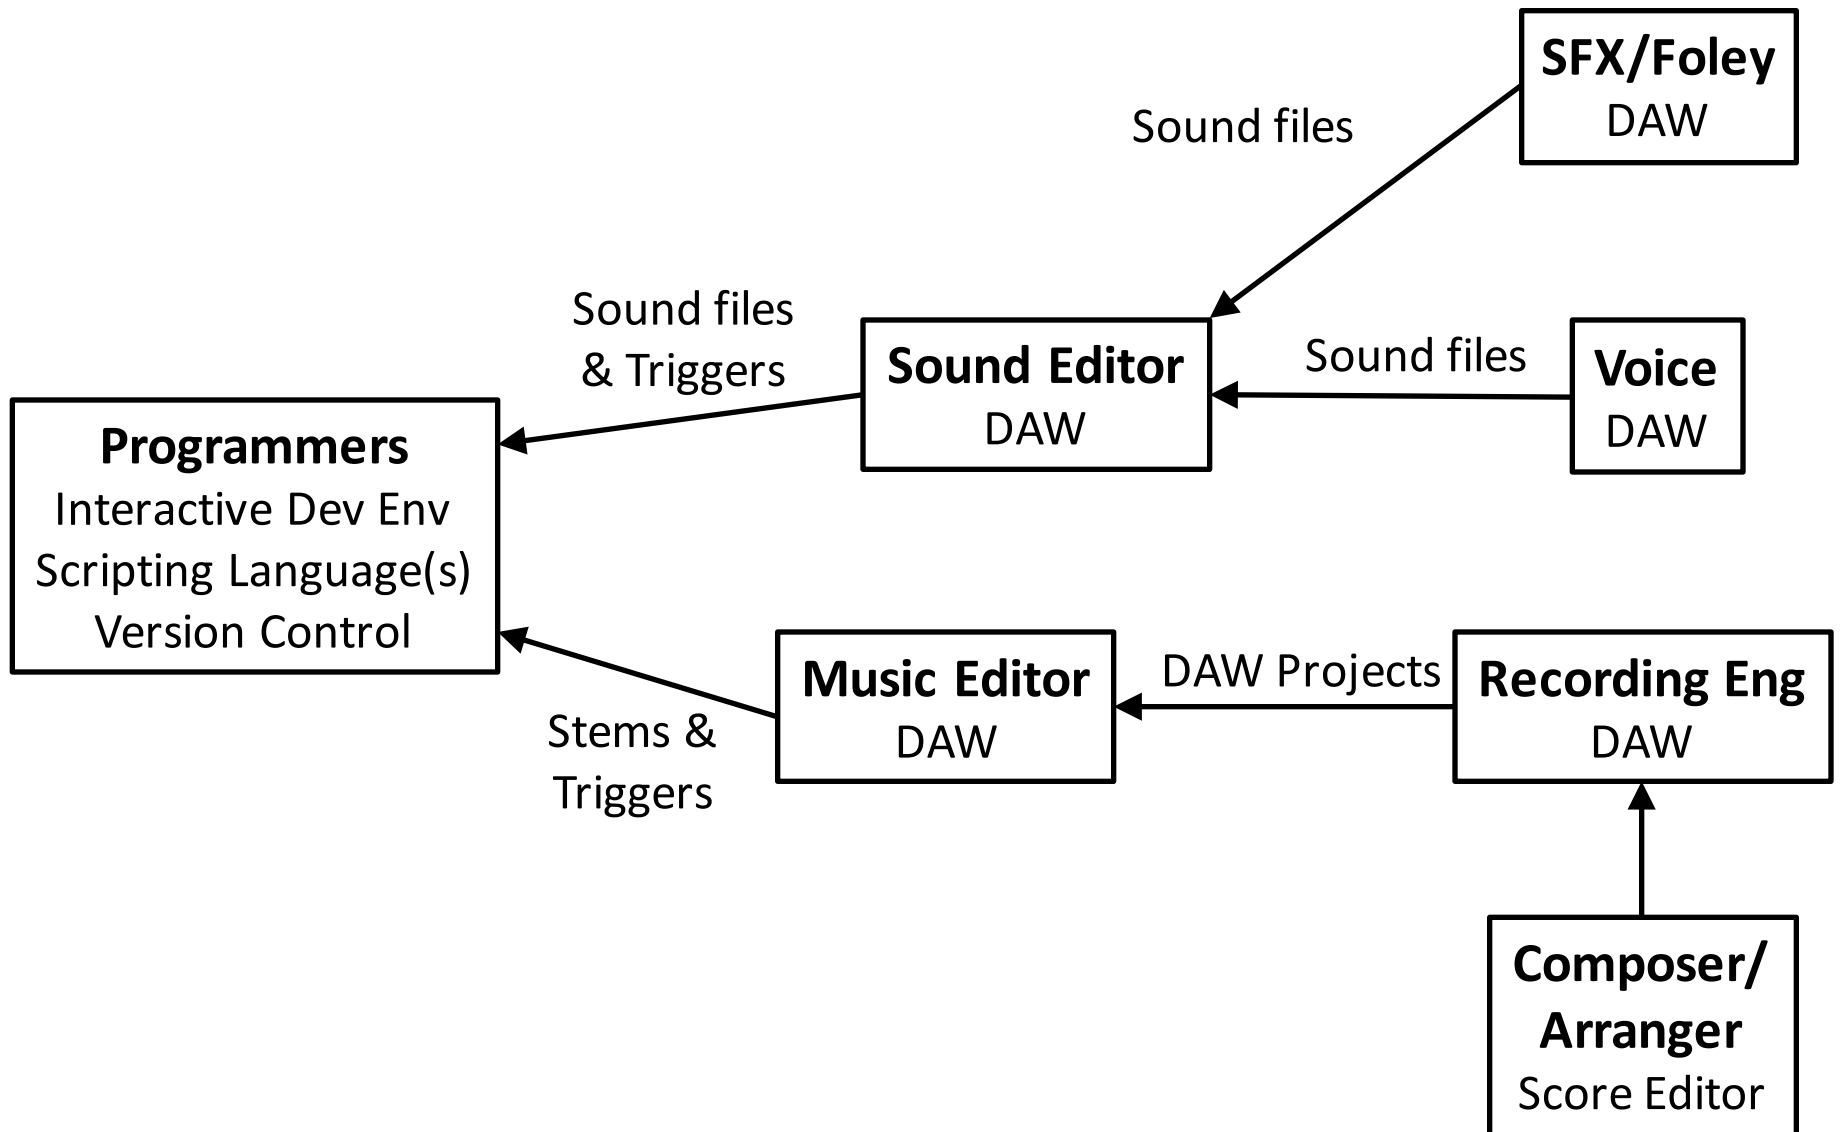 SFX/Foley
DAW
Sound files
Sound files
& Triggers
Sound Editor
DAW
Sound files
Voice
DAW
Programmers
Interactive Dev Env
Scripting Language(s)
Version Control
Stems &
Triggers
Music Editor
DAW
DAW Projects
Recording Eng
DAW
Composer/
Arranger
Score Editor